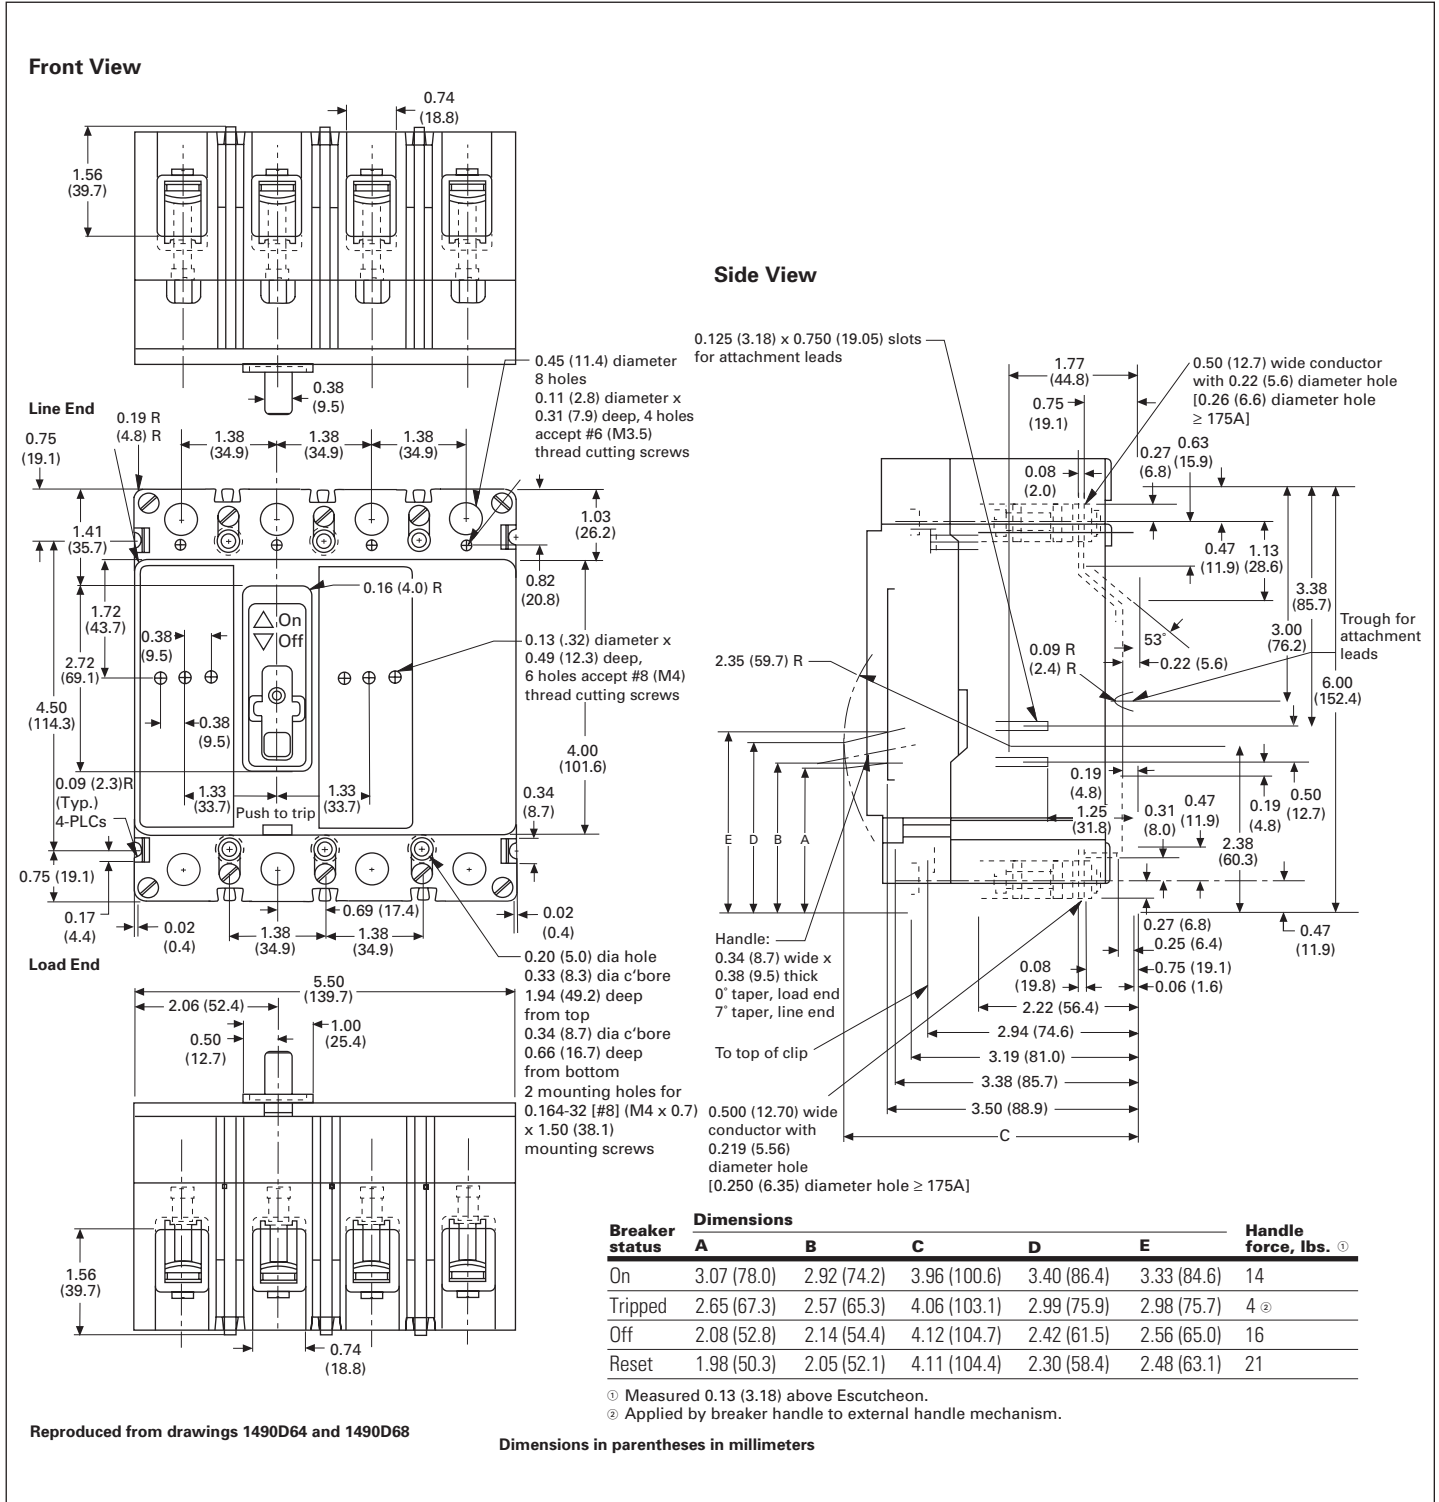 Front View
0.74
(18.8)
1.56
(39.7)
0.38
(9.5)
0.45 (11.4) diameter
8 holes
0.11 (2.8) diameter x
0.31 (7.9) deep, 4 holes
accept #6 (M3.5)
thread cutting screws
Line End
0.19 R
(4.8) R
0.75
(19.1)
1.38
(34.9)
1.38
(34.9)
1.38
(34.9)
1.41
(35.7)
1.03
(26.2)
0.82
(20.8)
0.16 (4.0) R
1.72
(43.7)
On
Off
0.38
(9.5)
2.72
(69.1)
0.13 (.32) diameter x
0.49 (12.3) deep,
6 holes accept #8 (M4)
thread cutting screws
4.50
(114.3)
0.38
(9.5)
4.00
(101.6)
0.09 (2.3)R
(Typ.)
4-PLCs
1.33
(33.7)
1.33
(33.7)
Push to trip
0.34
(8.7)
0.75 (19.1)
0.17
(4.4)
0.02
(0.4)
0.69 (17.4)
1.38
(34.9)
1.38
(34.9)
0.02
(0.4)
Load End
0.20 (5.0) dia hole
0.33 (8.3) dia c'bore
1.94 (49.2) deep
from top
0.34 (8.7) dia c'bore
0.66 (16.7) deep
from bottom
2 mounting holes for
0.164-32 [#8] (M4 x 0.7)
x 1.50 (38.1)
mounting screws
5.50
(139.7)
2.06 (52.4)
0.50
(12.7)
1.00
(25.4)
1.56
(39.7)
0.74
(18.8)
Side View
0.125 (3.18) x 0.750 (19.05) slots
for attachment leads
1.77
(44.8)
0.75
(19.1)
0.50 (12.7) wide conductor
with 0.22 (5.6) diameter hole
[0.26 (6.6) diameter hole
≥ 175A]
0.08
(2.0)
0.27
(6.8)
0.63
(15.9)
0.47
(11.9)
1.13
(28.6)
3.38
(85.7)
3.00
(76.2)
Trough for
attachment
leads
53°
0.09 R
(2.4) R
0.22 (5.6)
2.35 (59.7) R
6.00
(152.4)
0.19
(4.8)
1.25
(31.8)
0.31
(8.0)
0.47
(11.9)
0.19
(4.8)
0.50
(12.7)
2.38
(60.3)
E D B A
Handle:
0.34 (8.7) wide x
0.38 (9.5) thick
0° taper, load end
7° taper, line end
0.27 (6.8)
0.25 (6.4)
0.47
(11.9)
0.08
(19.8)
0.75 (19.1)
0.06 (1.6)
2.22 (56.4)
2.94 (74.6)
To top of clip
3.19 (81.0)
3.38 (85.7)
3.50 (88.9)
C
0.500 (12.70) wide
conductor with
0.219 (5.56)
diameter hole
[0.250 (6.35) diameter hole ≥ 175A]
Breaker status Dimensions Handle force, lbs. ①
A B C D E
On 3.07 (78.0) 2.92 (74.2) 3.96 (100.6) 3.40 (86.4) 3.33 (84.6) 14
Tripped 2.65 (67.3) 2.57 (65.3) 4.06 (103.1) 2.99 (75.9) 2.98 (75.7) 4 ②
Off 2.08 (52.8) 2.14 (54.4) 4.12 (104.7) 2.42 (61.5) 2.56 (65.0) 16
Reset 1.98 (50.3) 2.05 (52.1) 4.11 (104.4) 2.30 (58.4) 2.48 (63.1) 21
① Measured 0.13 (3.18) above Escutcheon.
② Applied by breaker handle to external handle mechanism.
Reproduced from drawings 1490D64 and 1490D68
Dimensions in parentheses in millimeters